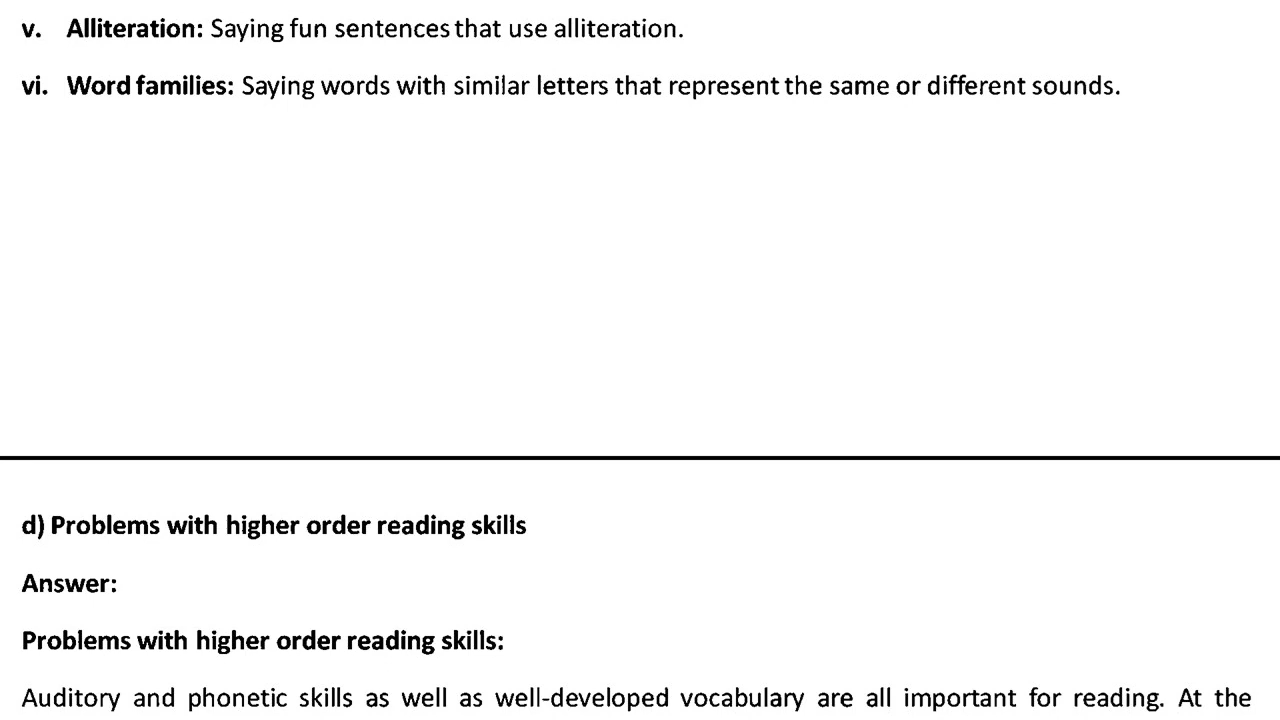 v. Alliteration: Saying fun sentences that use alliteration.
vi. Word families: Saying words with similar letters that represent the same or different sounds.
d) Problems with higher order reading skills
Answer:
Problems with higher order reading skills:
Auditory and phonetic skills as well as well-developed vocabulary are all important for reading. At the